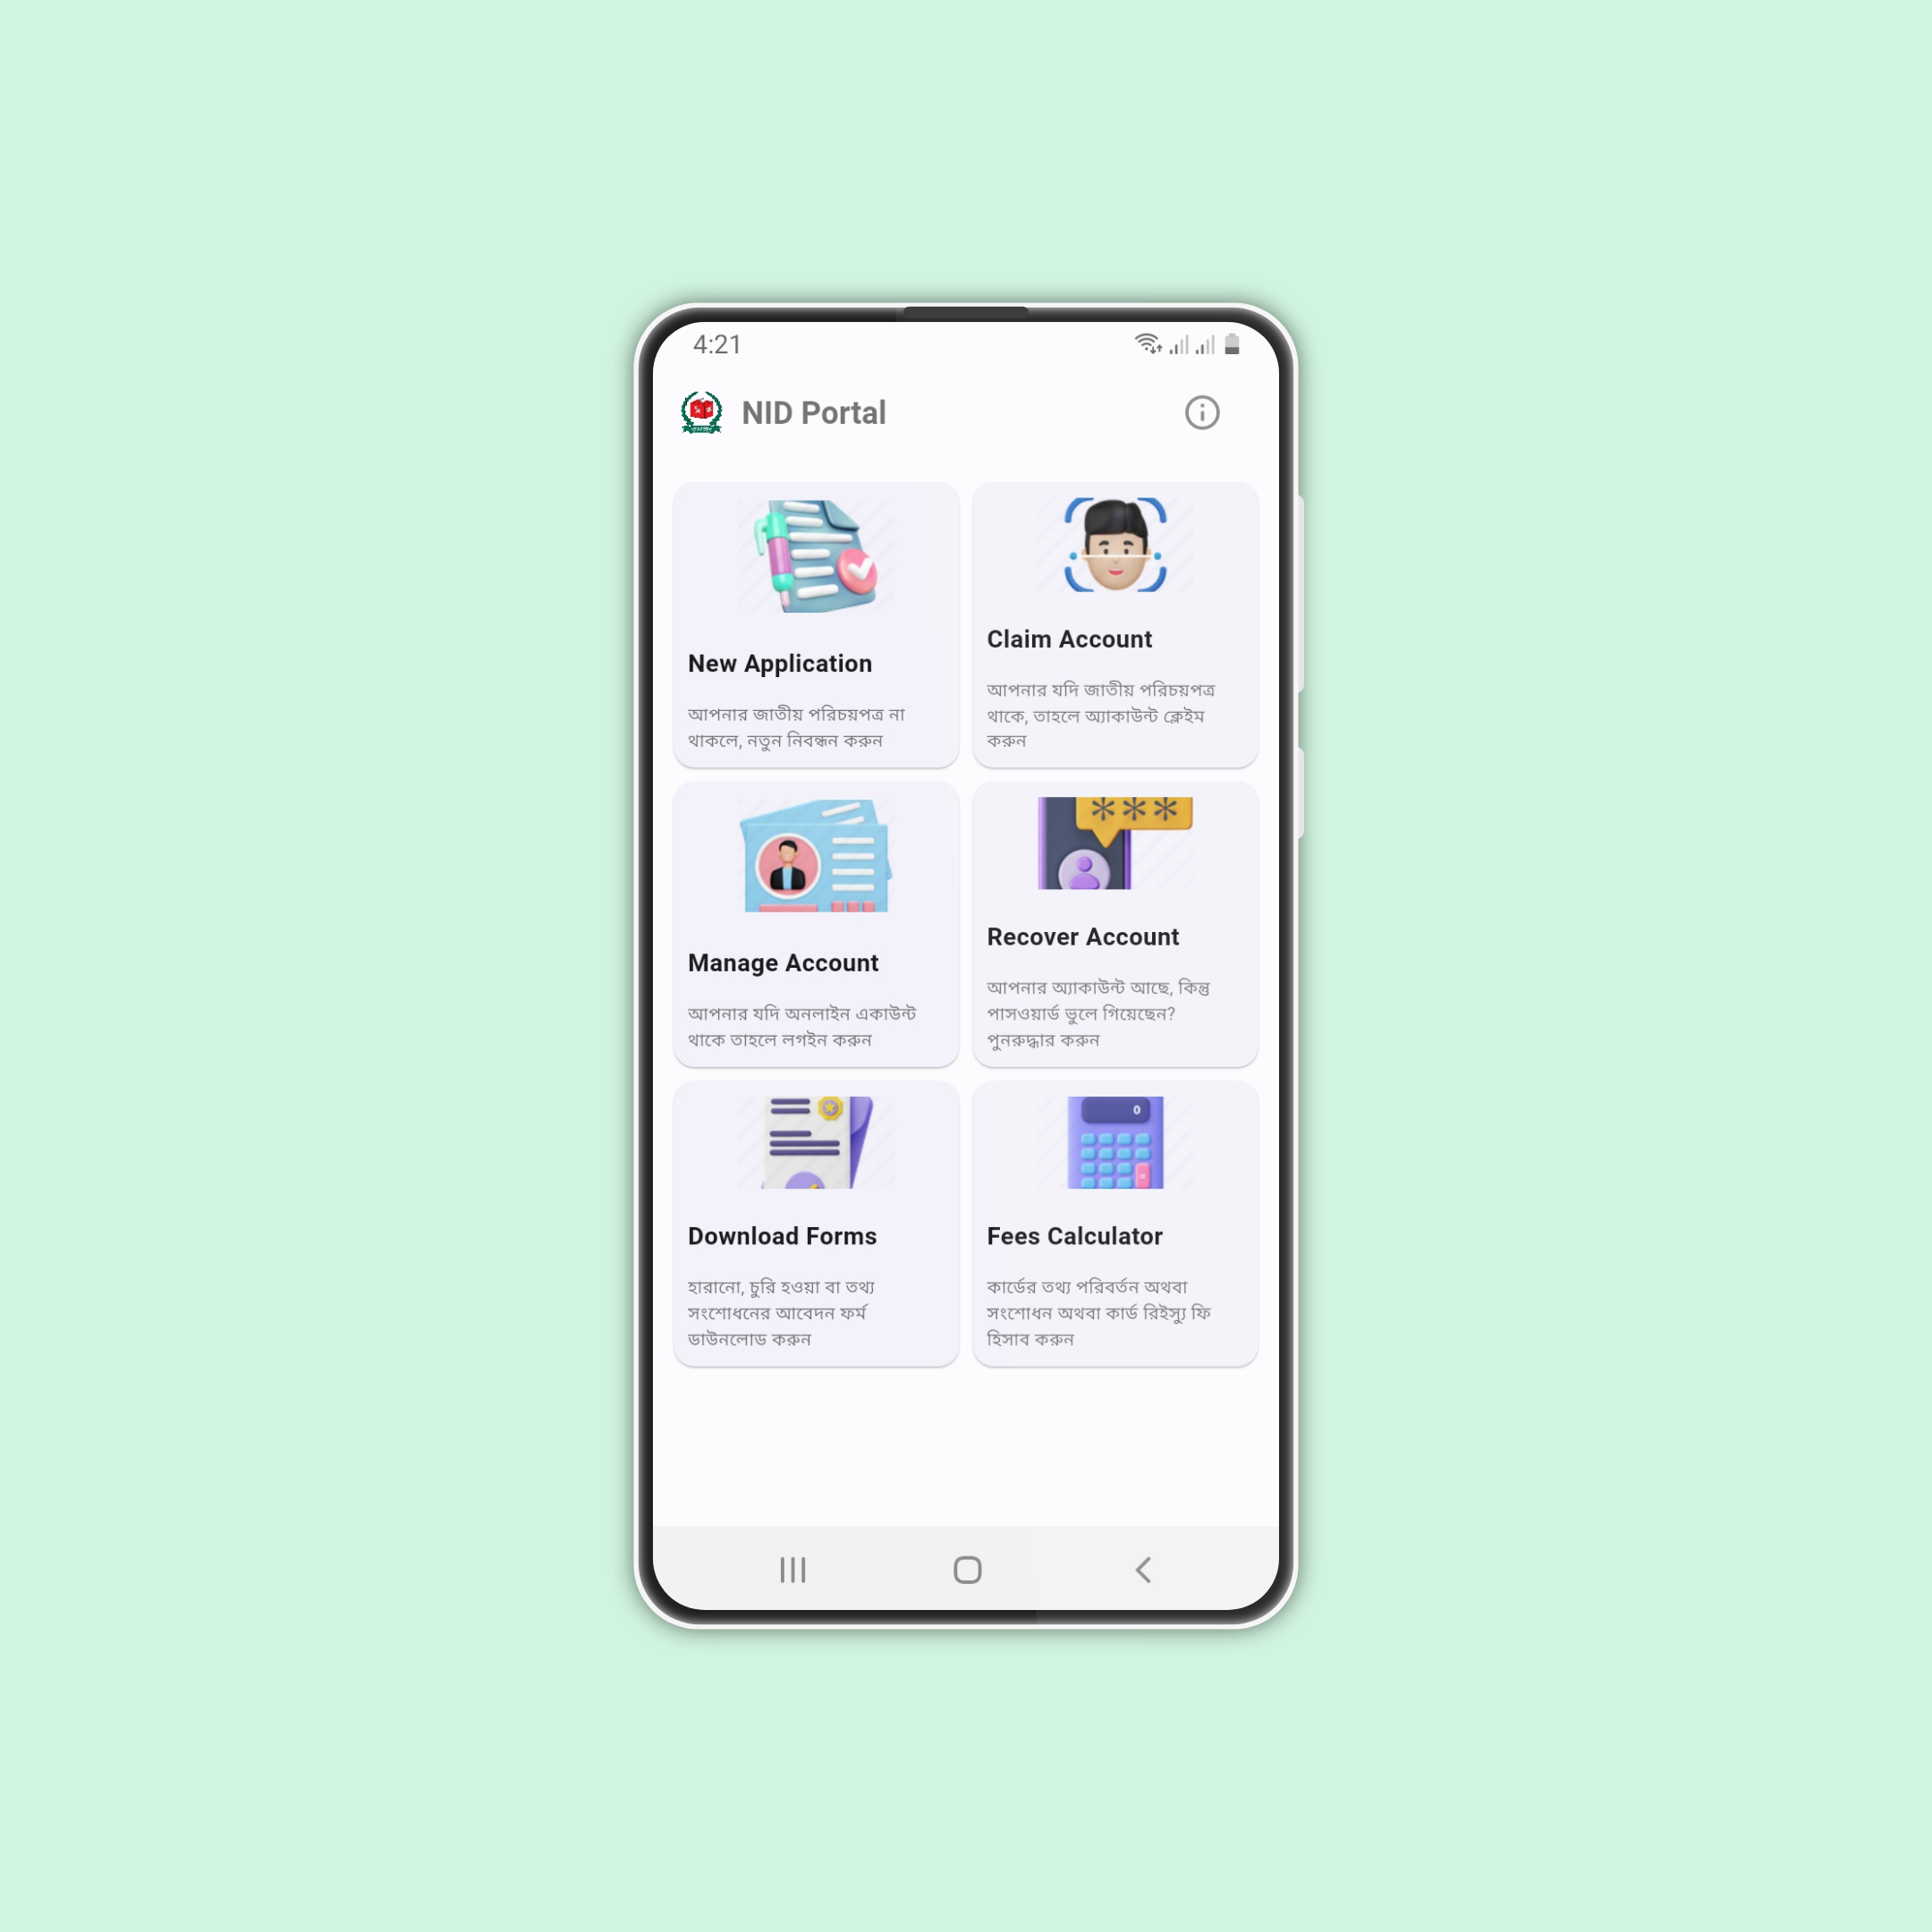 4:21
NID Portal
New Application
আপনার জাতীয় পরিচয়পত্র না
থাকলে, নতুন নিবন্ধন করুন
Claim Account
আপনার যদি জাতীয় পরিচয়পত্র
থাকে, তাহলে অ্যাকাউন্ট ক্লেইম
করুন
Manage Account
আপনার যদি অনলাইন একাউন্ট
থাকে তাহলে লগইন করুন
***
Recover Account
আপনার অ্যাকাউন্ট আছে, কিন্তু
পাসওয়ার্ড ভুলে গিয়েছেন?
পুনরুদ্ধার করুন
Download Forms
হারানো, চুরি হওয়া বা তথ্য
সংশোধনের আবেদন ফর্ম
ডাউনলোড করুন
0
=
Fees Calculator
কার্ডের তথ্য পরিবর্তন অথবা
সংশোধন অথবা কার্ড রিইস্যু ফি
হিসাব করুন